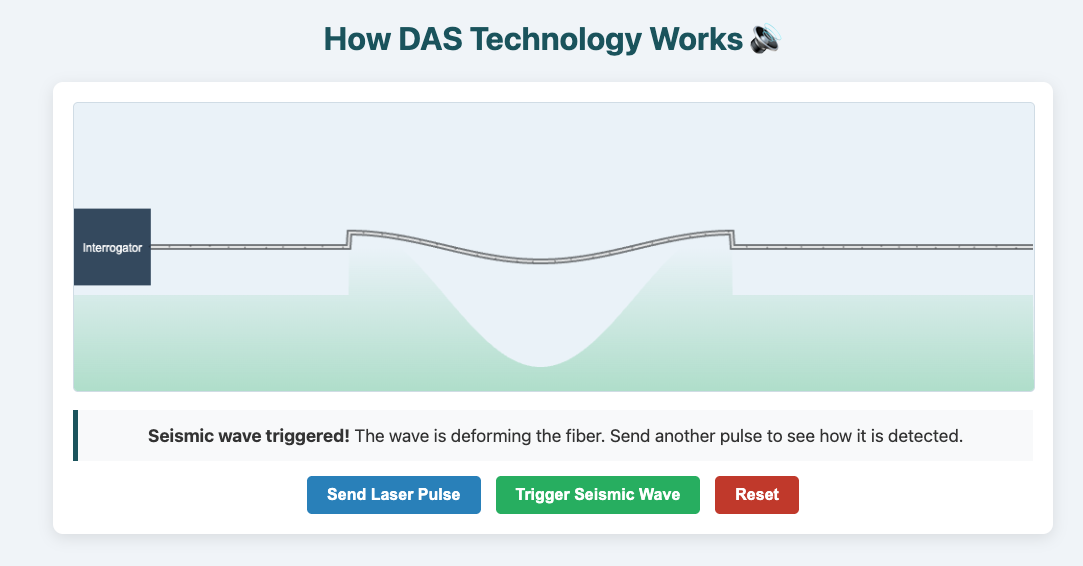 How DAS Technology Works 🔊
Interrogator
Seismic wave triggered! The wave is deforming the fiber. Send another pulse to see how it is detected.
Send Laser Pulse
Trigger Seismic Wave
Reset